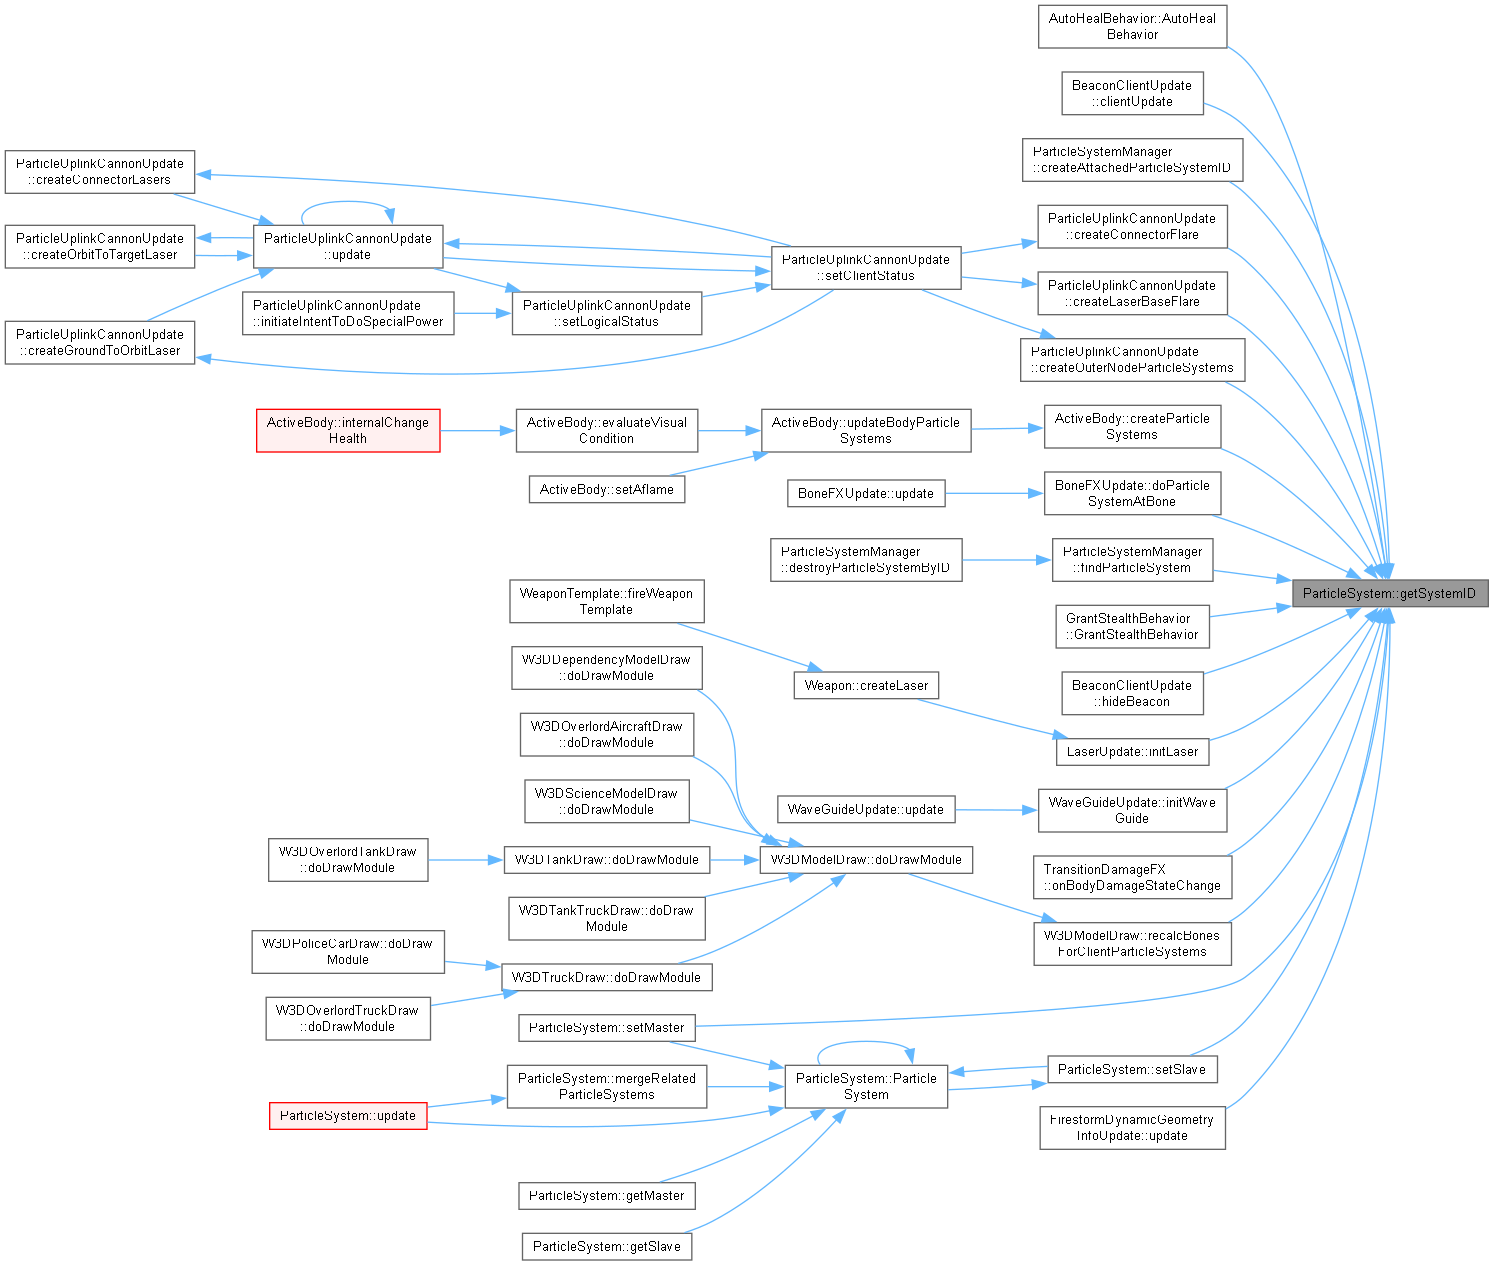 AutoHealBehavior::AutoHeal
Behavior
BeaconClientUpdate
::clientUpdate
ParticleSystemManager
::createAttachedParticleSystemID
ParticleUplinkCannonUpdate
::createConnectorLasers
ParticleUplinkCannonUpdate
::createConnectorFlare
ParticleUplinkCannonUpdate
::createOrbitToTargetLaser
ParticleUplinkCannonUpdate
::update
ParticleUplinkCannonUpdate
::setClientStatus
ParticleUplinkCannonUpdate
::createLaserBaseFlare
ParticleUplinkCannonUpdate
::initiateIntentToDoSpecialPower
ParticleUplinkCannonUpdate
::setLogicalStatus
ParticleUplinkCannonUpdate
::createGroundToOrbitLaser
ParticleUplinkCannonUpdate
::createOuterNodeParticleSystems
ActiveBody::internalChange
Health
ActiveBody::evaluateVisual
Condition
ActiveBody::updateBodyParticle
Systems
ActiveBody::createParticle
Systems
ActiveBody::setAflame
BoneFXUpdate::update
BoneFXUpdate::doParticle
SystemAtBone
ParticleSystemManager
::destroyParticleSystemByID
ParticleSystemManager
::findParticleSystem
ParticleSystem::getSystemID
WeaponTemplate::fireWeapon
Template
GrantStealthBehavior
::GrantStealthBehavior
W3DDependencyModelDraw
::doDrawModule
Weapon::createLaser
BeaconClientUpdate
::hideBeacon
W3DOverlordAircraftDraw
::doDrawModule
LaserUpdate::initLaser
W3DScienceModelDraw
::doDrawModule
WaveGuideUpdate::update
WaveGuideUpdate::initWave
Guide
W3DOverlordTankDraw
::doDrawModule
W3DTankDraw::doDrawModule
W3DModelDraw::doDrawModule
TransitionDamageFX
::onBodyDamageStateChange
W3DTankTruckDraw::doDraw
Module
W3DPoliceCarDraw::doDraw
Module
W3DTruckDraw::doDrawModule
W3DModelDraw::recalcBones
ForClientParticleSystems
W3DOverlordTruckDraw
::doDrawModule
ParticleSystem::setMaster
ParticleSystem::mergeRelated
ParticleSystems
ParticleSystem::Particle
System
ParticleSystem::setSlave
ParticleSystem::update
FirestormDynamicGeometry
InfoUpdate::update
ParticleSystem::getMaster
ParticleSystem::getSlave